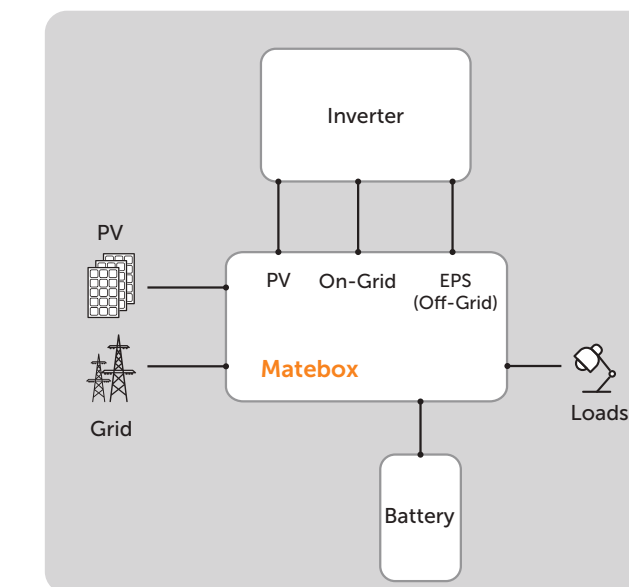 Inverter
PV
PV
On-Grid
EPS
(Off-Grid)
Matebox
Grid
Loads
Battery